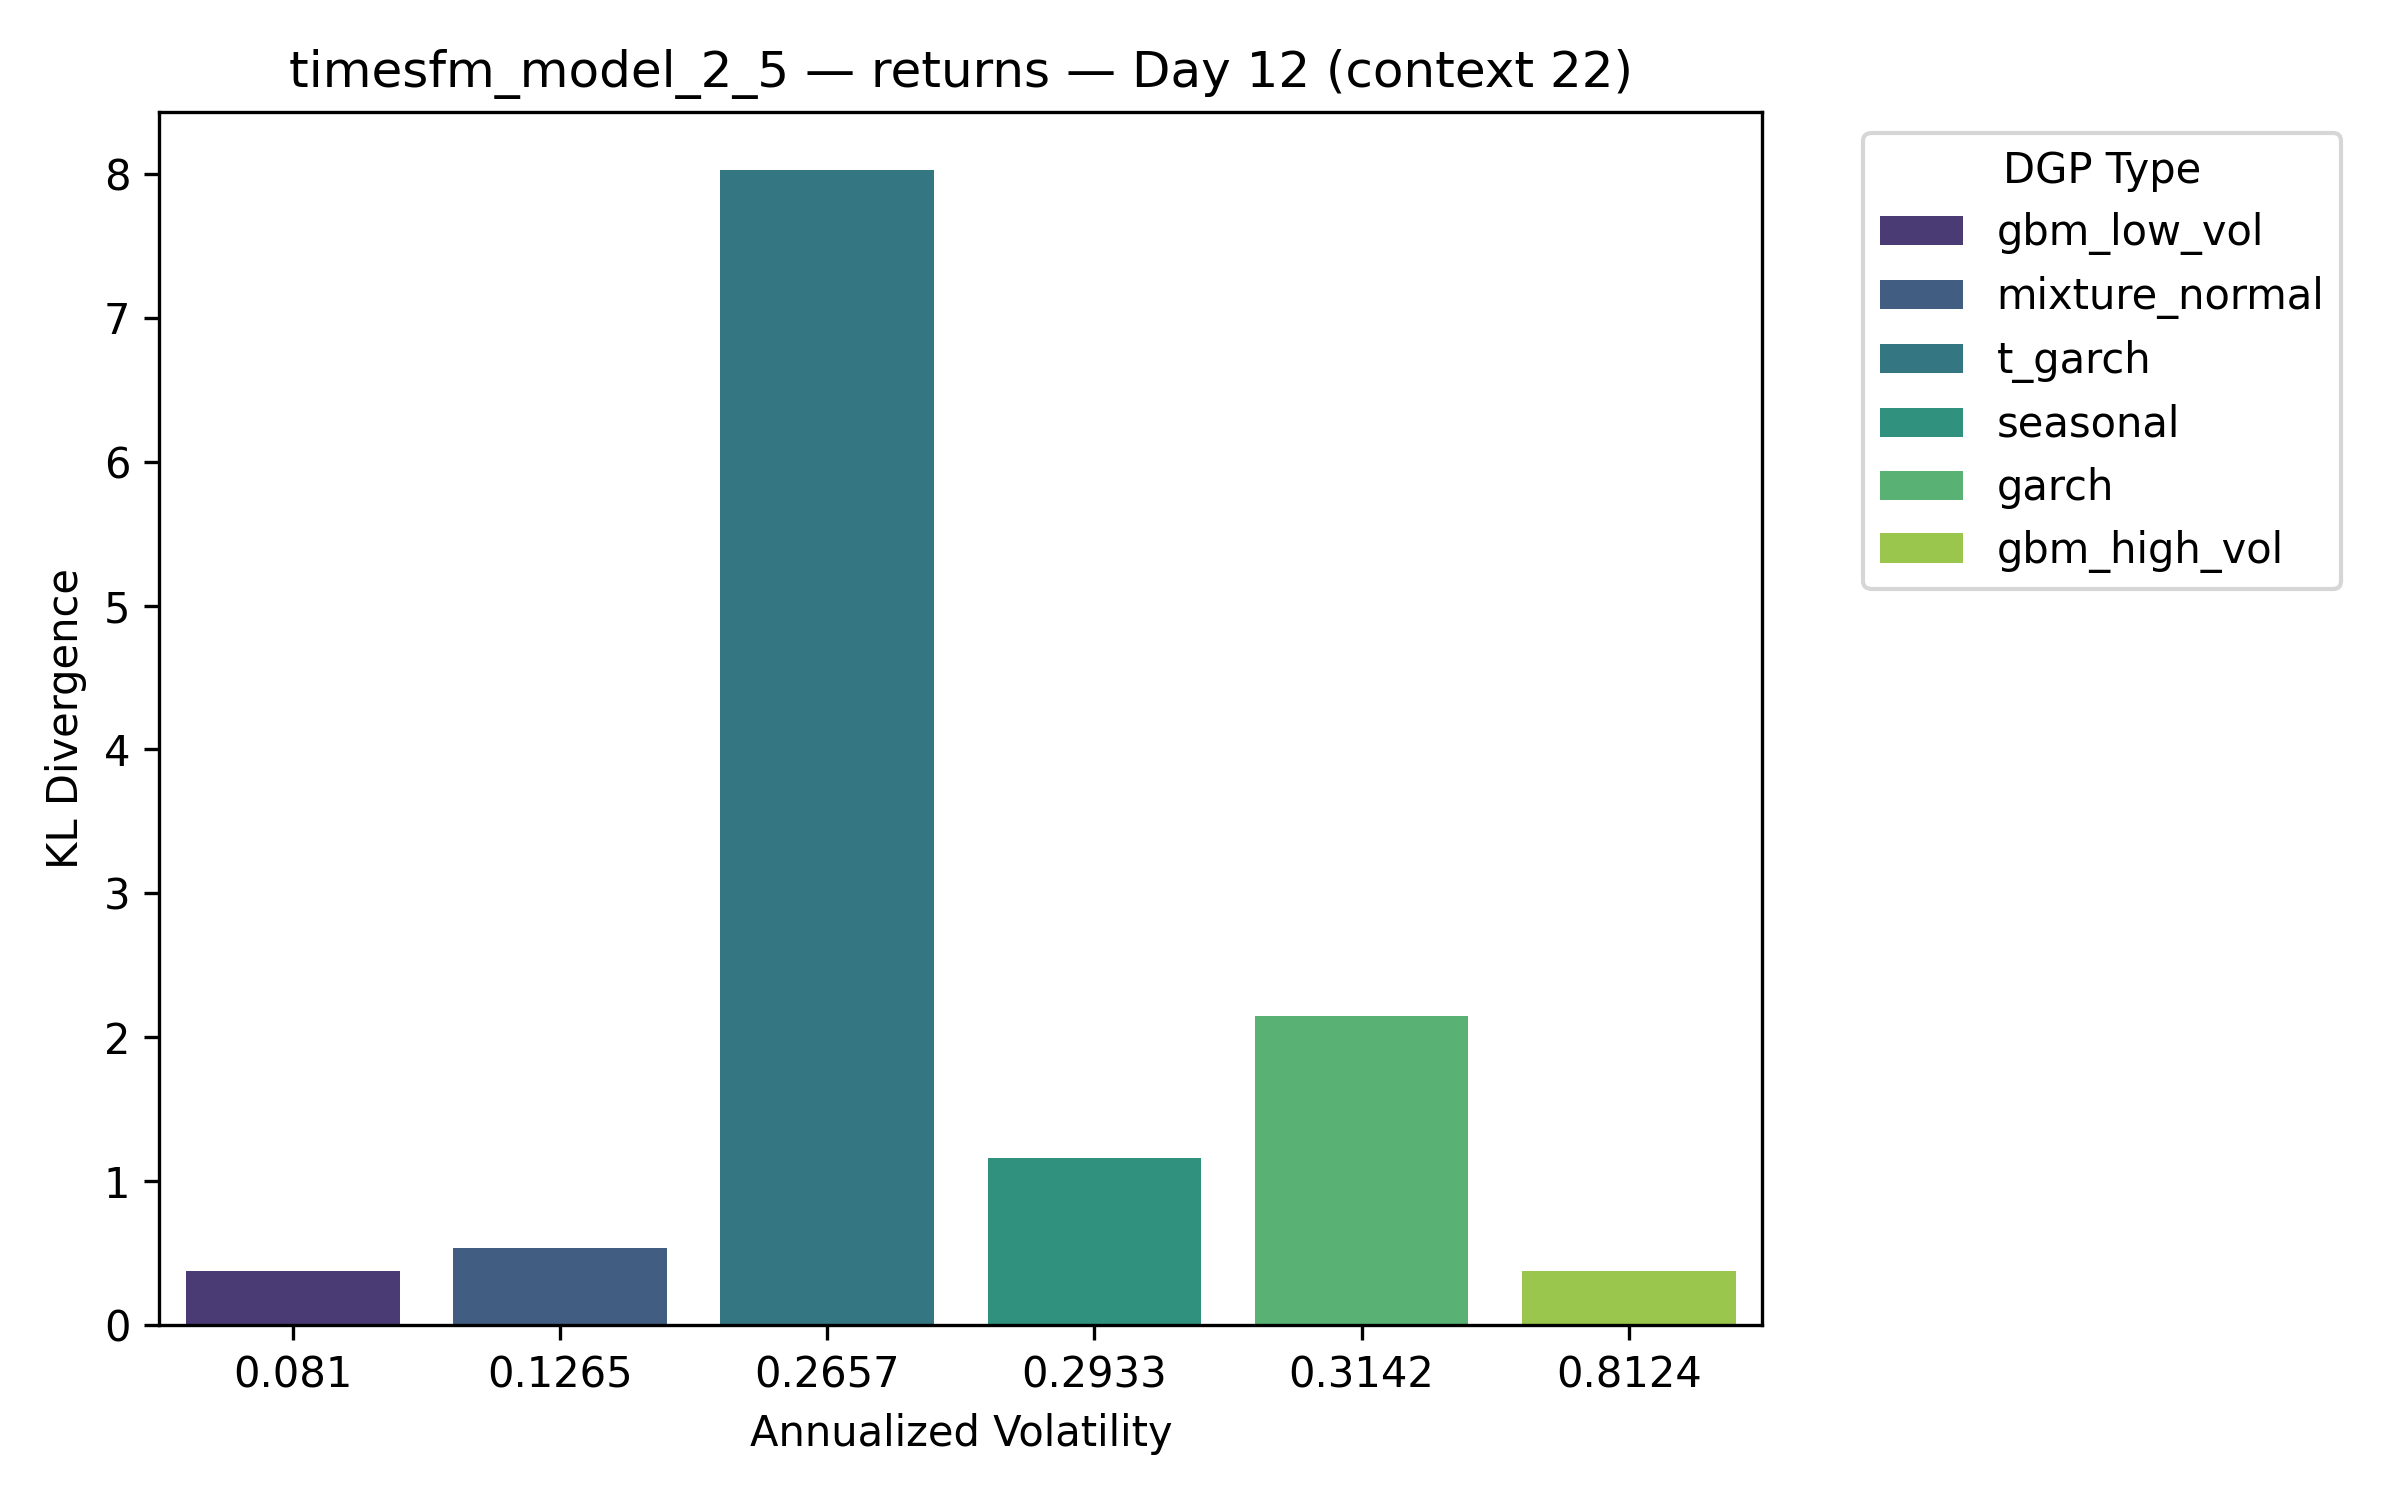 timesfm_model_2_5 — returns — Day 12 (context 22)
KL Divergence
8
7
6
5
4
3
2
1
0
0.081 0.1265 0.2657 0.2933 0.3142 0.8124
Annualized Volatility
DGP Type
gbm_low_vol
mixture_normal
t_garch
seasonal
garch
gbm_high_vol